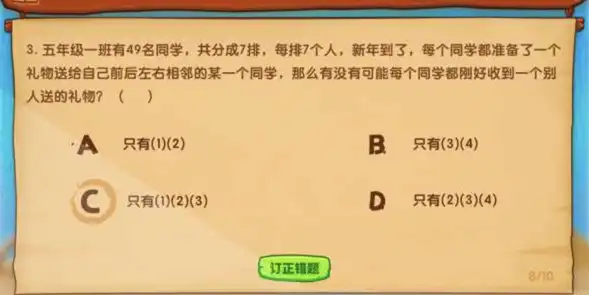 3. 五年级一班有49名同学，共分成7排，每排7个人，新年到了，每个同学都准备了一个
礼物送给自己前后左右相邻的某一个同学，那么有没有可能每个同学都刚好收到一个别
人送的礼物？（ ）
A 只有(1)(2)
B 只有(3)(4)
C 只有(1)(2)(3)
D 只有(2)(3)(4)
订正错题
8/10